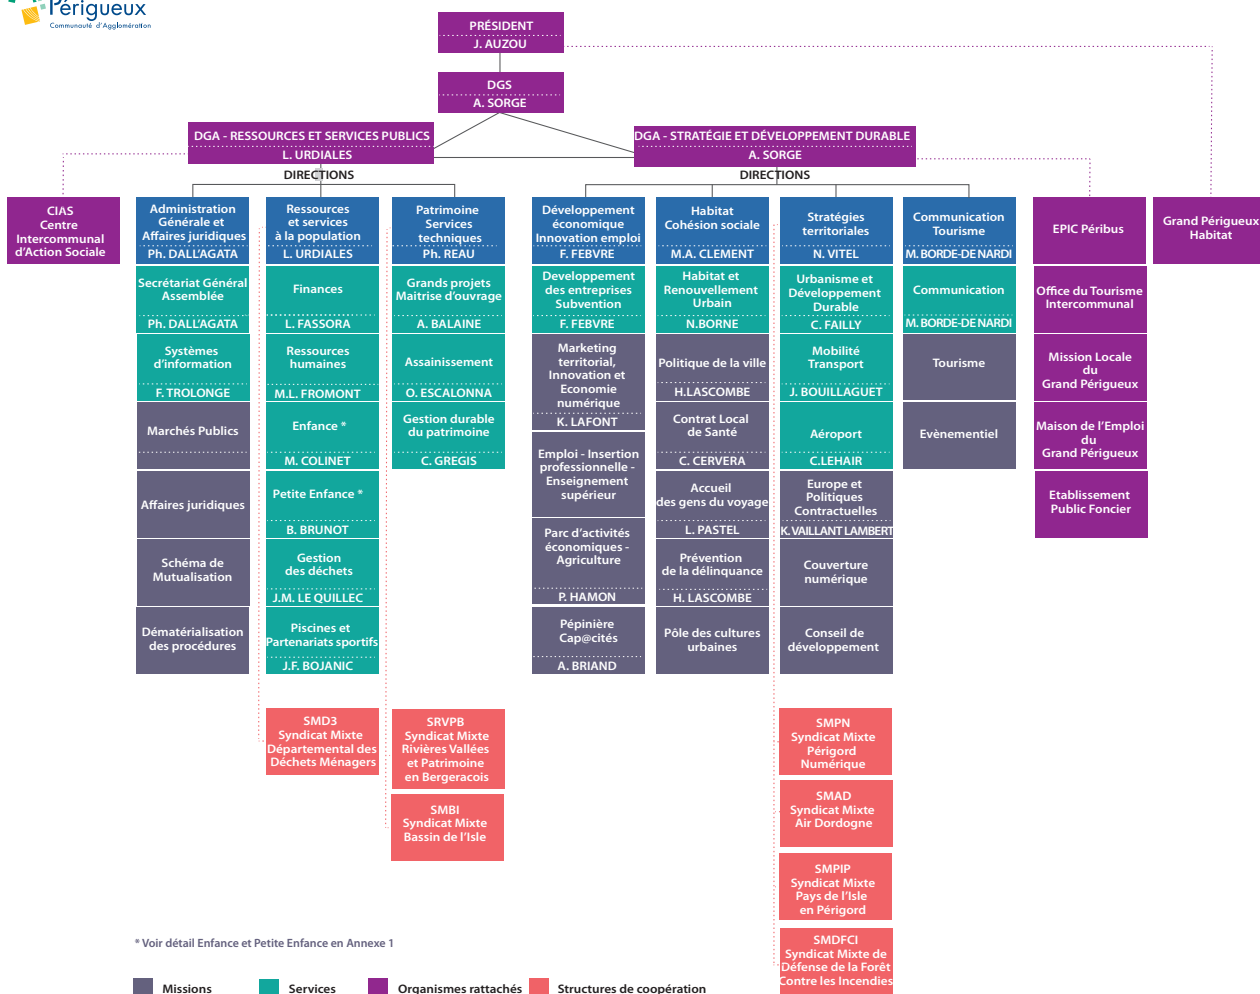 Périgueux
Communauté d'Agglomération
PRÉSIDENT
J. AUZOU
DGS
A. SORGE
DGA - RESSOURCES ET SERVICES PUBLICS
L. URDIALES
DIRECTIONS
DGA - STRATÉGIE ET DÉVELOPPEMENT DURABLE
A. SORGE
DIRECTIONS
CIAS
Centre
Intercommunal
d'Action Sociale
Administration
Générale et
Affaires juridiques
Ph. DALL'AGATA
Secrétariat Général
Assemblée
Ph. DALL'AGATA
Systèmes
d'information
F. TROLONGE
Marchés Publics
Affaires juridiques
Schéma de
Mutualisation
Dématérialisation
des procédures
Ressources
et services
à la population
L. URDIALES
Finances
L. FASSORA
Ressources
humaines
M.L. FROMONT
Enfance *
M. COLINET
Petite Enfance *
B. BRUNOT
Gestion
des déchets
J.M. LE QUILLEC
Piscines et
Partenariats sportifs
J.F. BOJANIC
SMD3
Syndicat Mixte
Départemental des
Déchets Ménagers
Patrimoine
Services
techniques
Ph. REAU
Grands projets
Maitrise d'ouvrage
A. BALAINE
Assainissement
O. ESCALONNA
Gestion durable
du patrimoine
C. GREGIS
SRVPB
Syndicat Mixte
Rivières Vallées
et Patrimoine
en Bergeracois
SMBI
Syndicat Mixte
Bassin de l'Isle
Développement
économique
Innovation emploi
F. FEBVRE
Developpement
des entreprises
Subvention
F. FEBVRE
Marketing
territorial,
Innovation et
Economie
numérique
K. LAFONT
Emploi - Insertion
professionnelle -
Enseignement
supérieur
Parc d'activités
économiques -
Agriculture
P. HAMON
Pépinière
Cap@cités
A. BRIAND
Habitat
Cohésion sociale
M.A. CLEMENT
Habitat et
Renouvellement
Urbain
N.BORNE
Politique de la ville
H.LASCOMBE
Contrat Local
de Santé
C. CERVERA
Accueil
des gens du voyage
L. PASTEL
Prévention
de la délinquance
H. LASCOMBE
Pôle des cultures
urbaines
Stratégies
territoriales
N. VITEL
Urbanisme et
Développement
Durable
C. FAILLY
Mobilité
Transport
J. BOUILLAGUET
Aéroport
C.LEHAIR
Europe et
Politiques
Contractuelles
K. VAILLANT LAMBERT
Couverture
numérique
Conseil de
développement
SMPN
Syndicat Mixte
Périgord
Numérique
SMAD
Syndicat Mixte
Air Dordogne
SMPIP
Syndicat Mixte
Pays de l'Isle
en Périgord
SMDFCI
Syndicat Mixte de
Défense de la Forêt
Contre les Incendies
Communication
Tourisme
M. BORDE-DE NARDI
Communication
M. BORDE-DE NARDI
Tourisme
Evènementiel
EPIC Péribus
Office du Tourisme
Intercommunal
Mission Locale
du
Grand Périgueux
Maison de l'Emploi
du
Grand Périgueux
Etablissement
Public Foncier
Grand Périgueux
Habitat
* Voir détail Enfance et Petite Enfance en Annexe 1
Missions
Services
Organismes rattachés
Structures de coopération